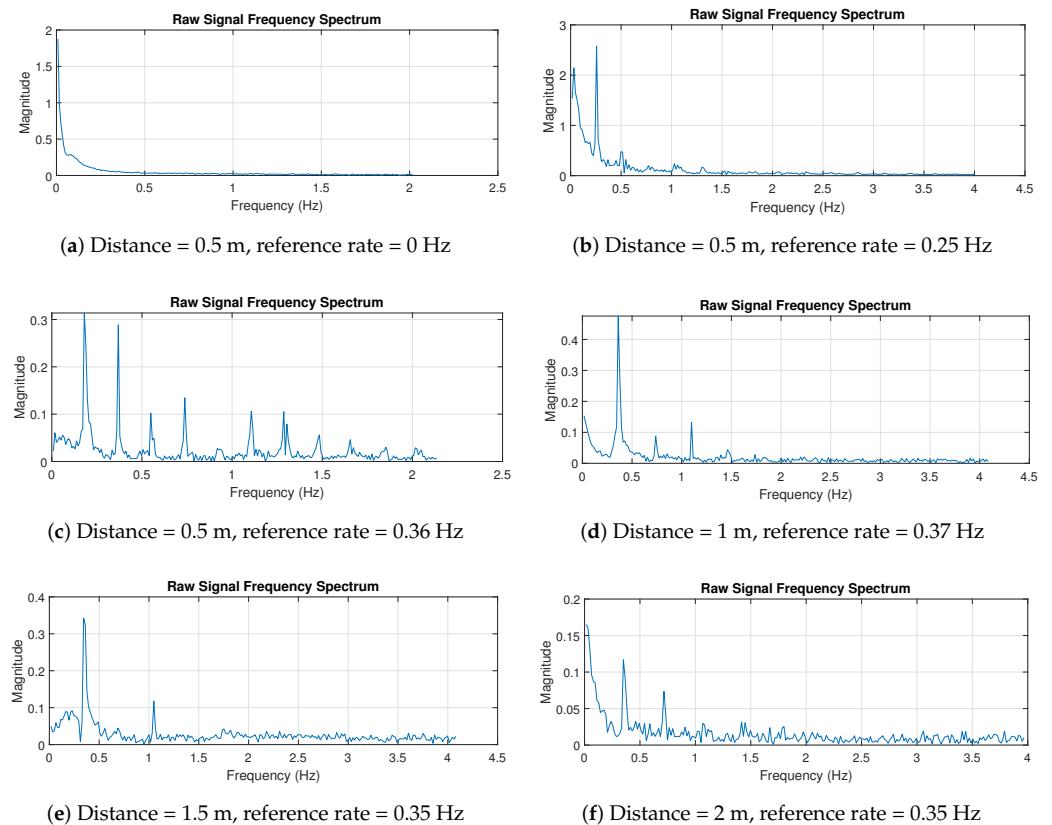 Raw Signal Frequency Spectrum
Magnitude
2
1.5
1
0.5
0
0 0.5 1 1.5 2 2.5
Frequency (Hz)
(a) Distance = 0.5 m, reference rate = 0 Hz
Raw Signal Frequency Spectrum
Magnitude
3
2
1
0
0 0.5 1 1.5 2 2.5 3 3.5 4 4.5
Frequency (Hz)
(b) Distance = 0.5 m, reference rate = 0.25 Hz
Raw Signal Frequency Spectrum
Magnitude
0.3
0.2
0.1
0
0 0.5 1 1.5 2 2.5
Frequency (Hz)
(c) Distance = 0.5 m, reference rate = 0.36 Hz
Raw Signal Frequency Spectrum
Magnitude
0.4
0.3
0.2
0.1
0
0 0.5 1 1.5 2 2.5 3 3.5 4 4.5
Frequency (Hz)
(d) Distance = 1 m, reference rate = 0.37 Hz
Raw Signal Frequency Spectrum
Magnitude
0.4
0.3
0.2
0.1
0
0 0.5 1 1.5 2 2.5 3 3.5 4 4.5
Frequency (Hz)
(e) Distance = 1.5 m, reference rate = 0.35 Hz
Raw Signal Frequency Spectrum
Magnitude
0.2
0.15
0.1
0.05
0
0 0.5 1 1.5 2 2.5 3 3.5 4
Frequency (Hz)
(f) Distance = 2 m, reference rate = 0.35 Hz